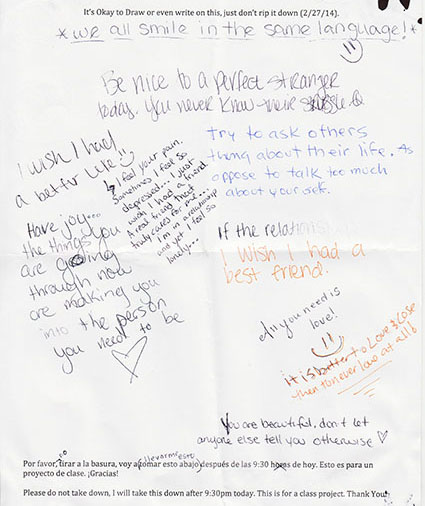 It's Okay to Draw or even write on this, just don't rip it down (2/27/14).
*we all smile in the same language!*
Be nice to a perfect stranger
today. You never know their struggle.
I wish I had
a better life
I feel your pain.
Sometimes I feel so
depressed... I just
wish I had a friend.
A real friend that
truly cared for me...
I'm in a relationship
and yet I feel so
lonely...
try to ask others
thing about their life. As
oppose to talk too much
about yourself.
Have joy...
the things you
are going
through now
are making you
into the person
you need to be
If the relations
I wish I had a
best friend.
all you need is
love!
it is better to Love & Lose
then to never love at all!
You are beautiful, don't let
anyone else tell you otherwise
no
llevarme esto
Por favor, tirar a la basura, voy a tomar esto abajo después de las 9:30 horas de hoy. Esto es para un
proyecto de clase. ¡Gracias!
Please do not take down, I will take this down after 9:30pm today. This is for a class project. Thank You!